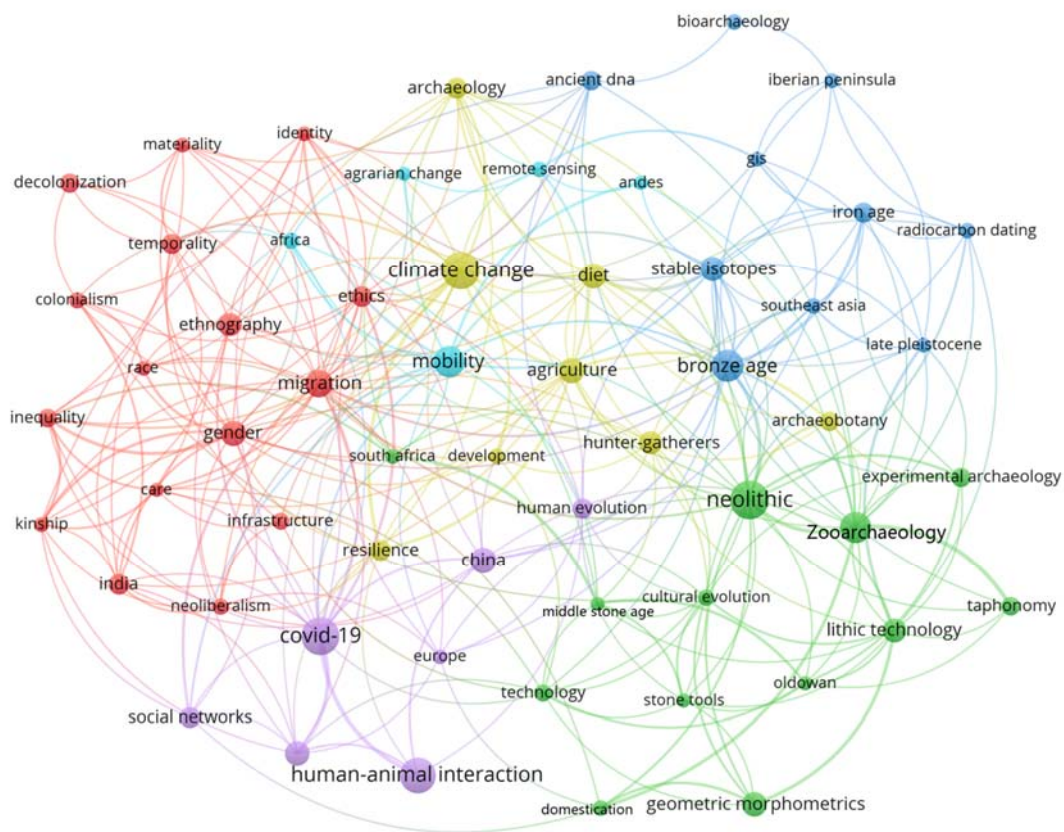 bioarchaeology
archaeology
ancient dna
iberian peninsula
identity
materiality
gis
agrarian change
remote sensing
andes
decolonization
iron age
radiocarbon dating
temporality
africa
climate change
diet
stable isotopes
colonialism
ethics
southeast asia
ethnography
late pleistocene
race
migration
mobility
agriculture
bronze age
inequality
gender
archaeobotany
hunter-gatherers
south africa
development
experimental archaeology
care
neolithic
kinship
infrastructure
human evolution
Zooarchaeology
resilience
china
india
neoliberalism
middle stone age
cultural evolution
taphonomy
covid-19
lithic technology
europe
oldowan
technology
stone tools
social networks
human-animal interaction
domestication
geometric morphometrics